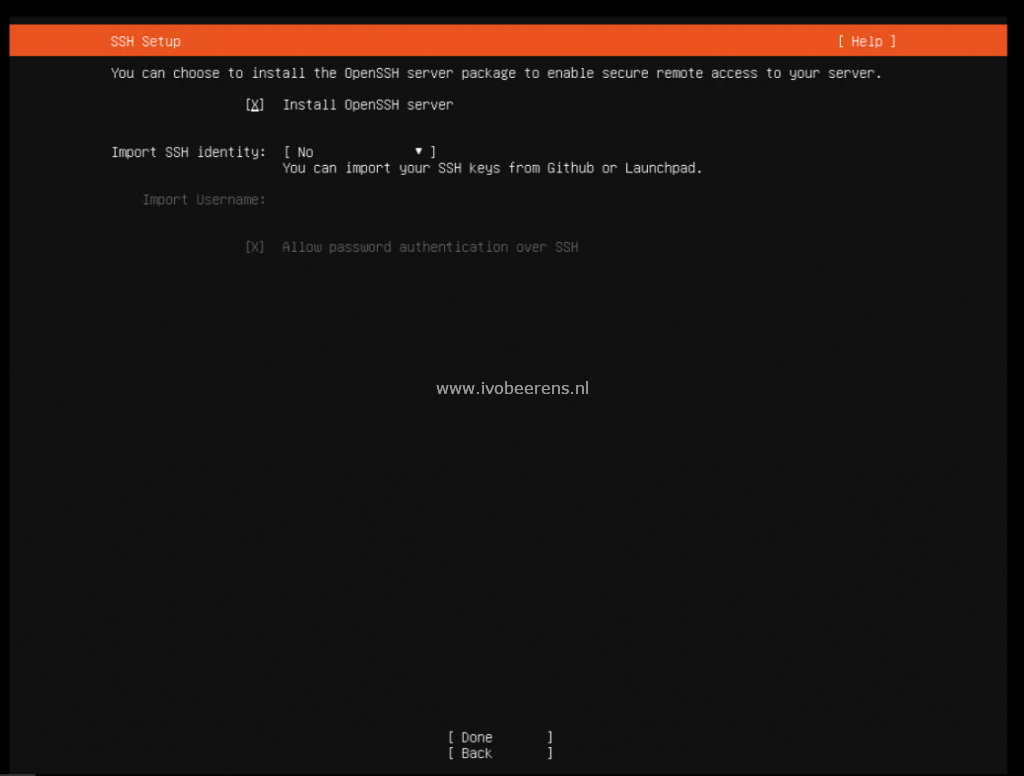 SSH Setup [ Help ]
You can choose to install the OpenSSH server package to enable secure remote access to your server.
[X] Install OpenSSH server
Import SSH identity: [ No ▾ ]
You can import your SSH keys from Github or Launchpad.
Import Username:
[X] Allow password authentication over SSH
www.ivobeerens.nl
[ Done ]
[ Back ]